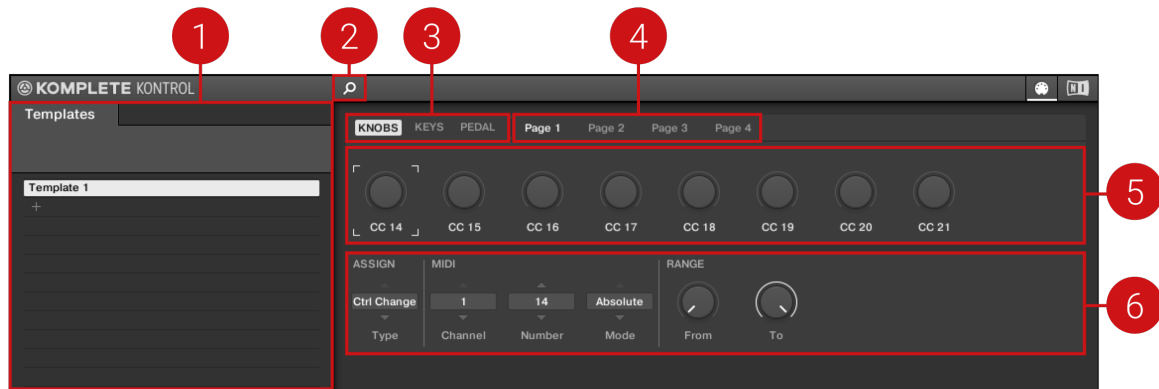 1 2 3 4
KOMPLETE KONTROL NI
Templates
KNOBS KEYS PEDAL Page 1 Page 2 Page 3 Page 4
Template 1
+
CC 14 CC 15 CC 16 CC 17 CC 18 CC 19 CC 20 CC 21
5
ASSIGN MIDI RANGE
Ctrl Change 1 14 Absolute
Type Channel Number Mode From To
6